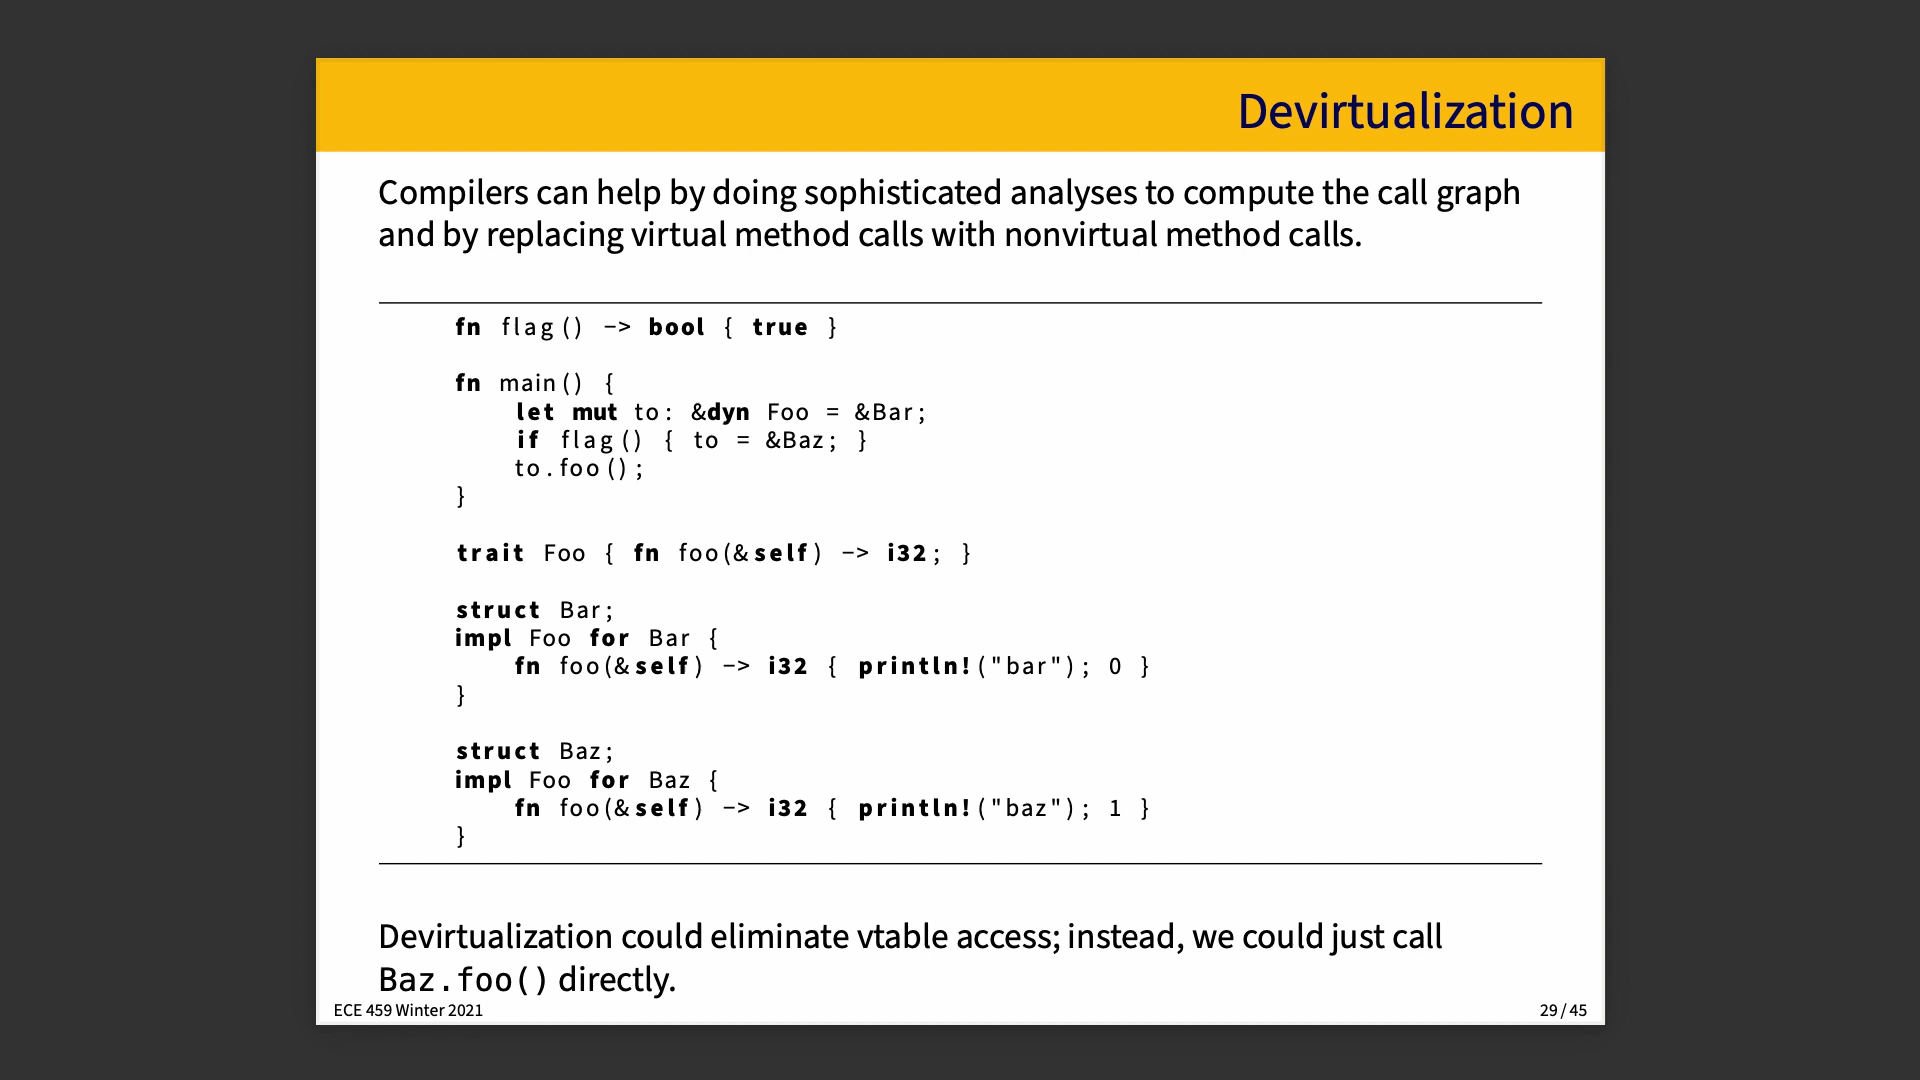 Devirtualization
Compilers can help by doing sophisticated analyses to compute the call graph
and by replacing virtual method calls with nonvirtual method calls.
fn flag() -> bool { true }
fn main() {
let mut to: &dyn Foo = &Bar;
if flag() { to = &Baz; }
to.foo();
}
trait Foo { fn foo(&self) -> i32; }
struct Bar;
impl Foo for Bar {
fn foo(&self) -> i32 { println!("bar"); 0 }
}
struct Baz;
impl Foo for Baz {
fn foo(&self) -> i32 { println!("baz"); 1 }
}
Devirtualization could eliminate vtable access; instead, we could just call
Baz.foo() directly.
ECE 459 Winter 2021
29 / 45